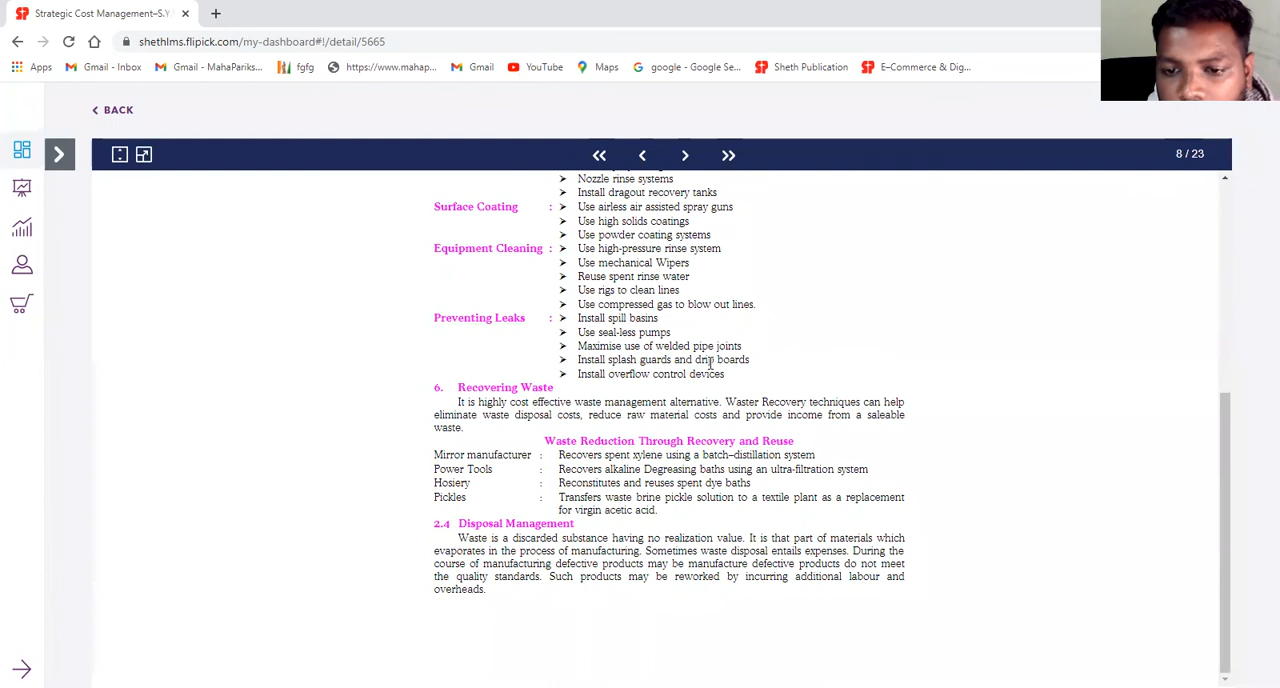 Strategic Cost Management–S.Y.
shethlms.flipick.com/my-dashboard#!/detail/5665
Apps Gmail - Inbox Gmail - MahaPariks... fgfg https://www.mahap... Gmail YouTube Maps google - Google Se... Sheth Publication E–Commerce & Dig...
BACK
8 / 23
Nozzle rinse systems
➤ Install dragout recovery tanks
Surface Coating : ➤ Use airless air assisted spray guns
➤ Use high solids coatings
➤ Use powder coating systems
Equipment Cleaning : ➤ Use high-pressure rinse system
➤ Use mechanical Wipers
➤ Reuse spent rinse water
➤ Use rigs to clean lines
➤ Use compressed gas to blow out lines.
Preventing Leaks : ➤ Install spill basins
➤ Use seal-less pumps
➤ Maximise use of welded pipe joints
➤ Install splash guards and drip boards
➤ Install overflow control devices
6. Recovering Waste
It is highly cost effective waste management alternative. Waster Recovery techniques can help
eliminate waste disposal costs, reduce raw material costs and provide income from a saleable
waste.
Waste Reduction Through Recovery and Reuse
Mirror manufacturer : Recovers spent xylene using a batch–distillation system
Power Tools : Recovers alkaline Degreasing baths using an ultra-filtration system
Hosiery : Reconstitutes and reuses spent dye baths
Pickles : Transfers waste brine pickle solution to a textile plant as a replacement
for virgin acetic acid.
2.4 Disposal Management
Waste is a discarded substance having no realization value. It is that part of materials which
evaporates in the process of manufacturing. Sometimes waste disposal entails expenses. During the
course of manufacturing defective products may be manufacture defective products do not meet
the quality standards. Such products may be reworked by incurring additional labour and
overheads.